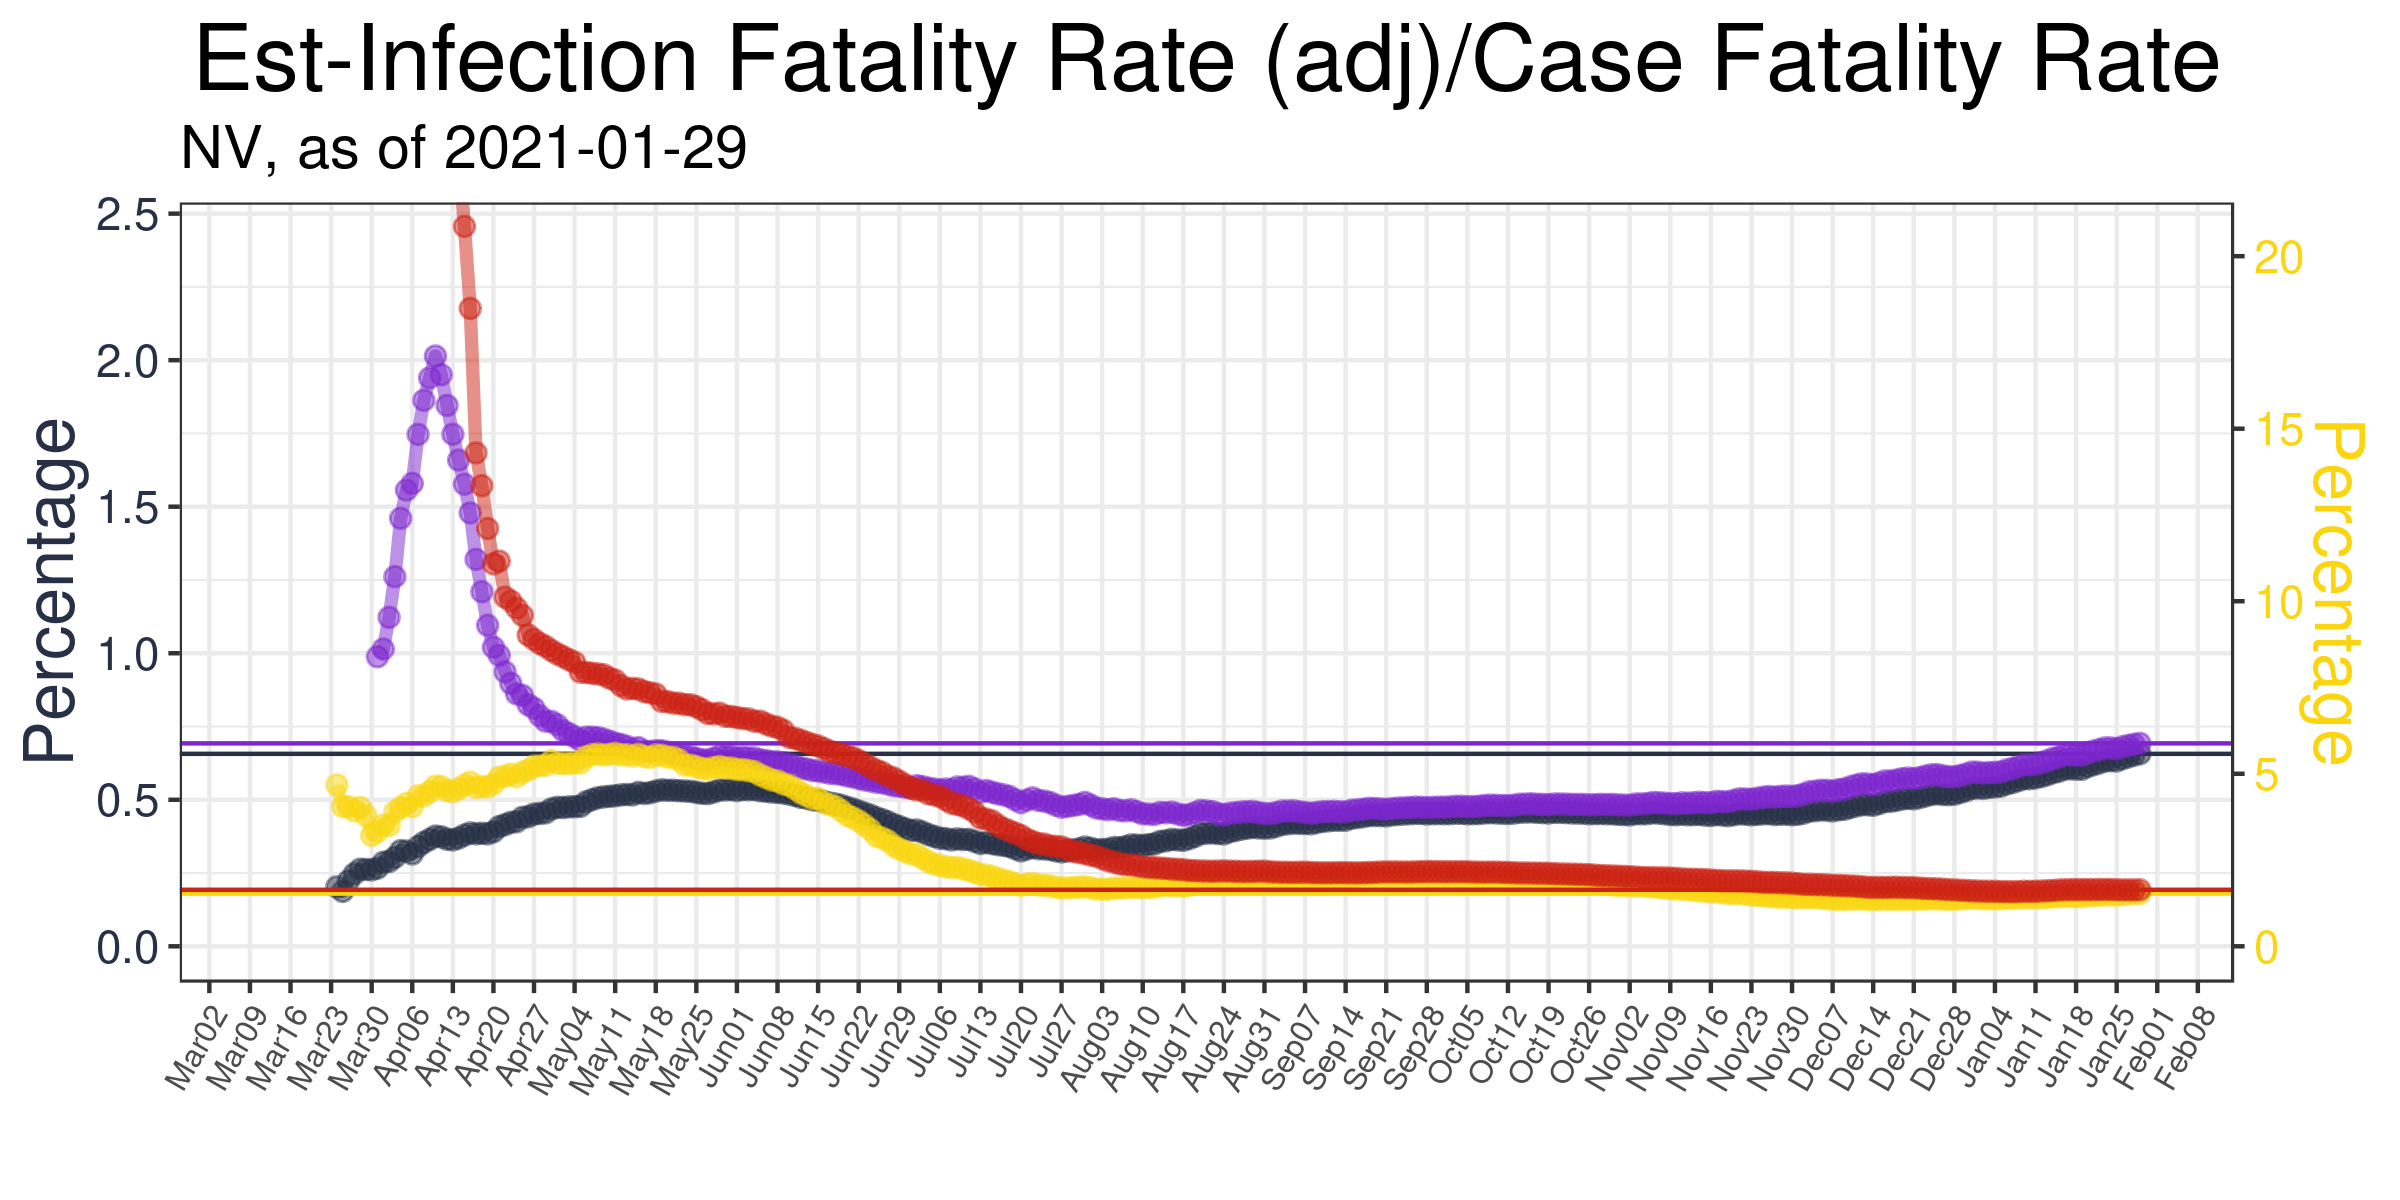 Est-Infection Fatality Rate (adj)/Case Fatality Rate
NV, as of 2021-01-29
Percentage
2.5
2.0
1.5
1.0
0.5
0.0
20
15
10
5
0
Percentage
Mar02
Mar09
Mar16
Mar23
Mar30
Apr06
Apr13
Apr20
Apr27
May04
May11
May18
May25
Jun01
Jun08
Jun15
Jun22
Jun29
Jul06
Jul13
Jul20
Jul27
Aug03
Aug10
Aug17
Aug24
Aug31
Sep07
Sep14
Sep21
Sep28
Oct05
Oct12
Oct19
Oct26
Nov02
Nov09
Nov16
Nov23
Nov30
Dec07
Dec14
Dec21
Dec28
Jan04
Jan11
Jan18
Jan25
Feb01
Feb08